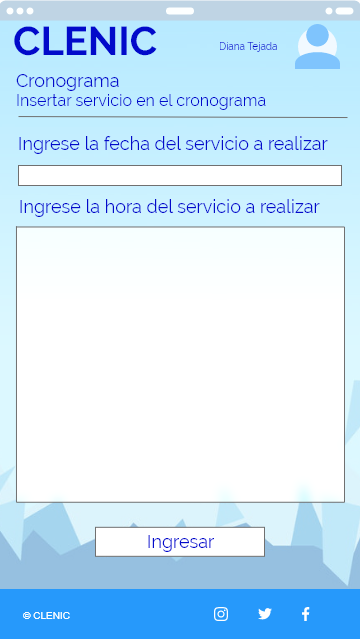 CLENIC
Diana Tejada
Cronograma
Insertar servicio en el cronograma
Ingrese la fecha del servicio a realizar
Ingrese la hora del servicio a realizar
Ingresar
© CLENIC